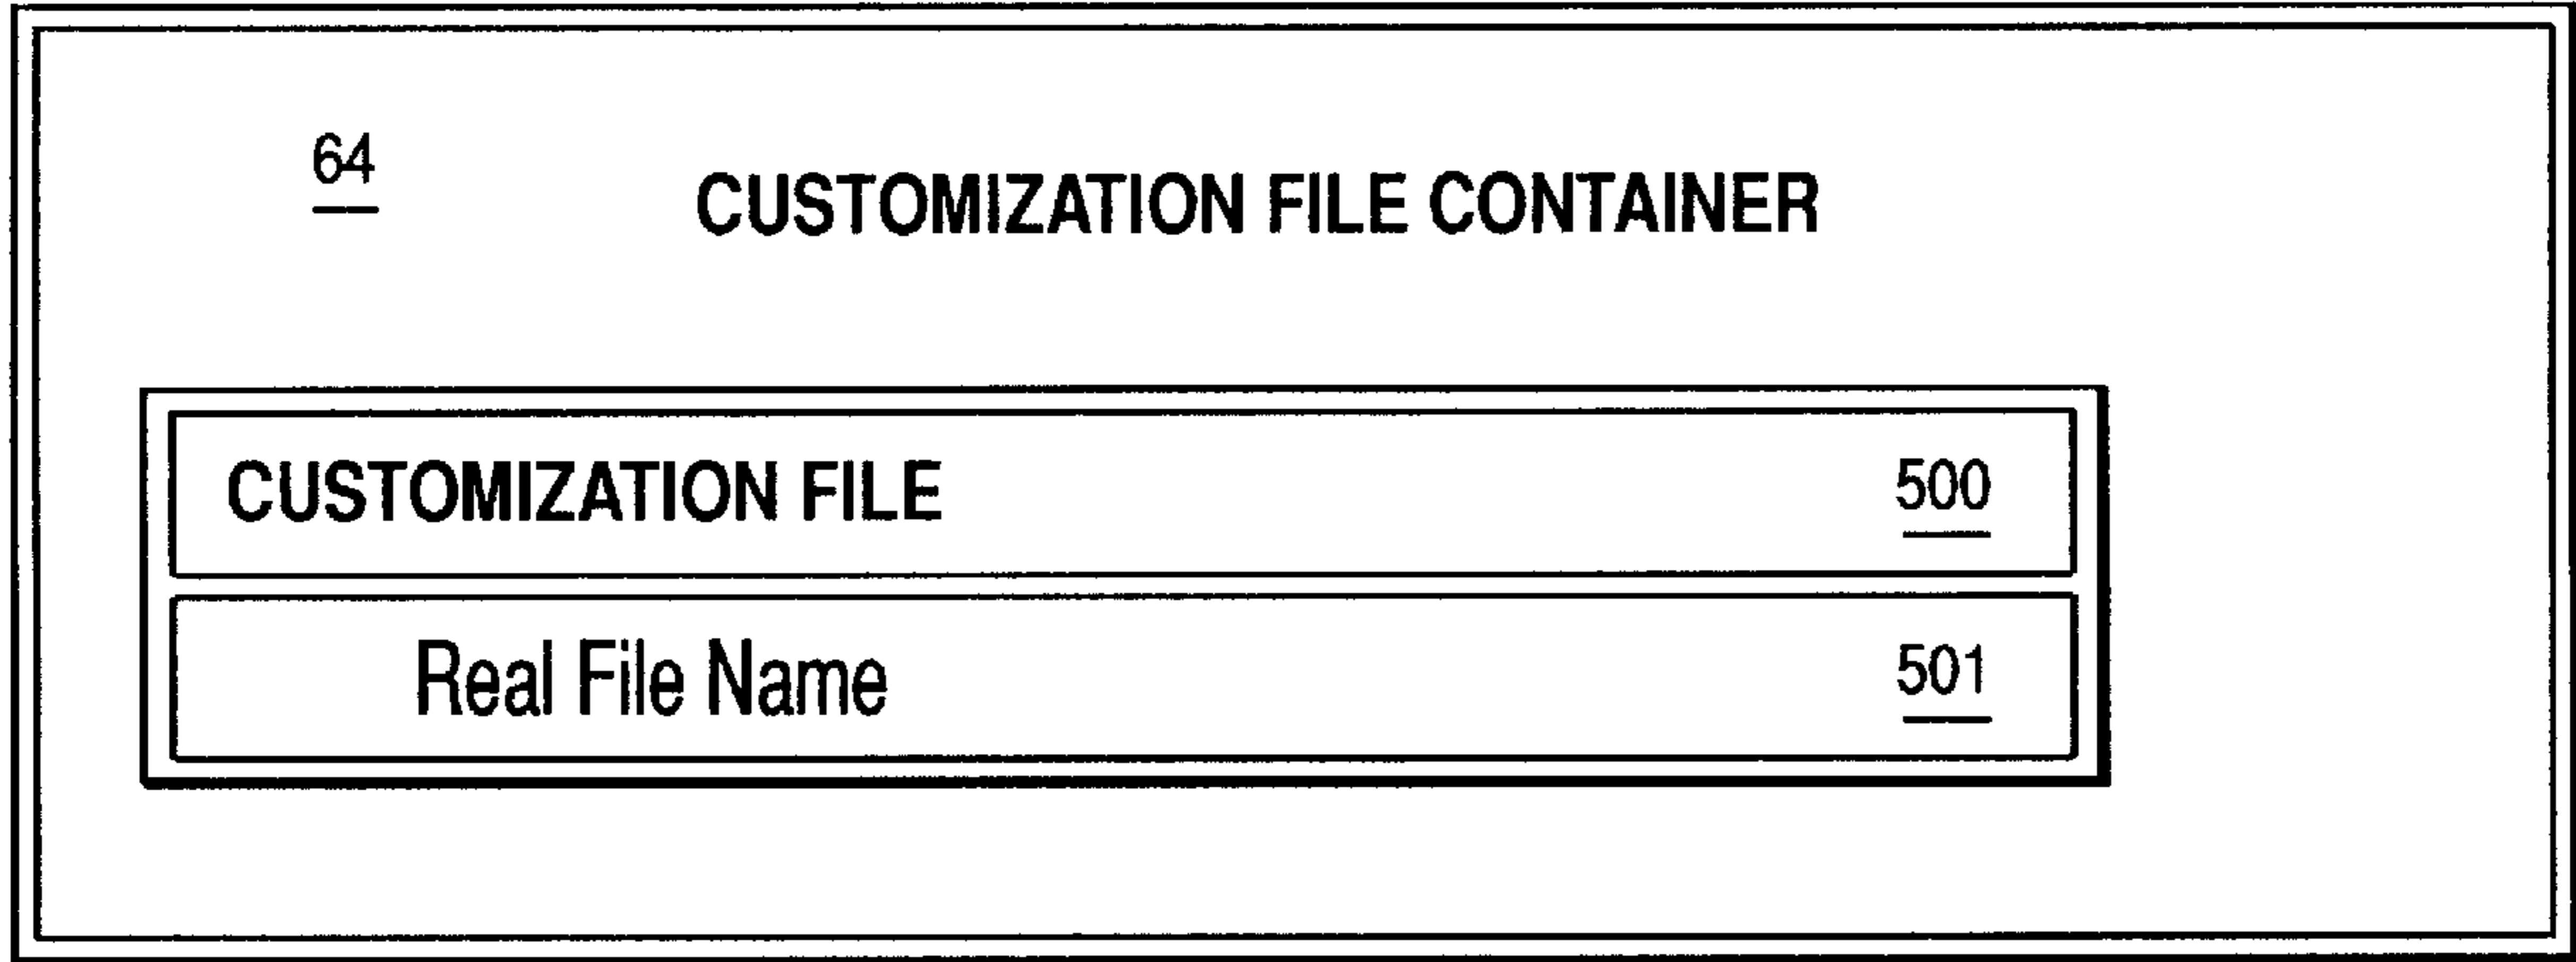 64
CUSTOMIZATION FILE CONTAINER
CUSTOMIZATION FILE 500
Real File Name 501